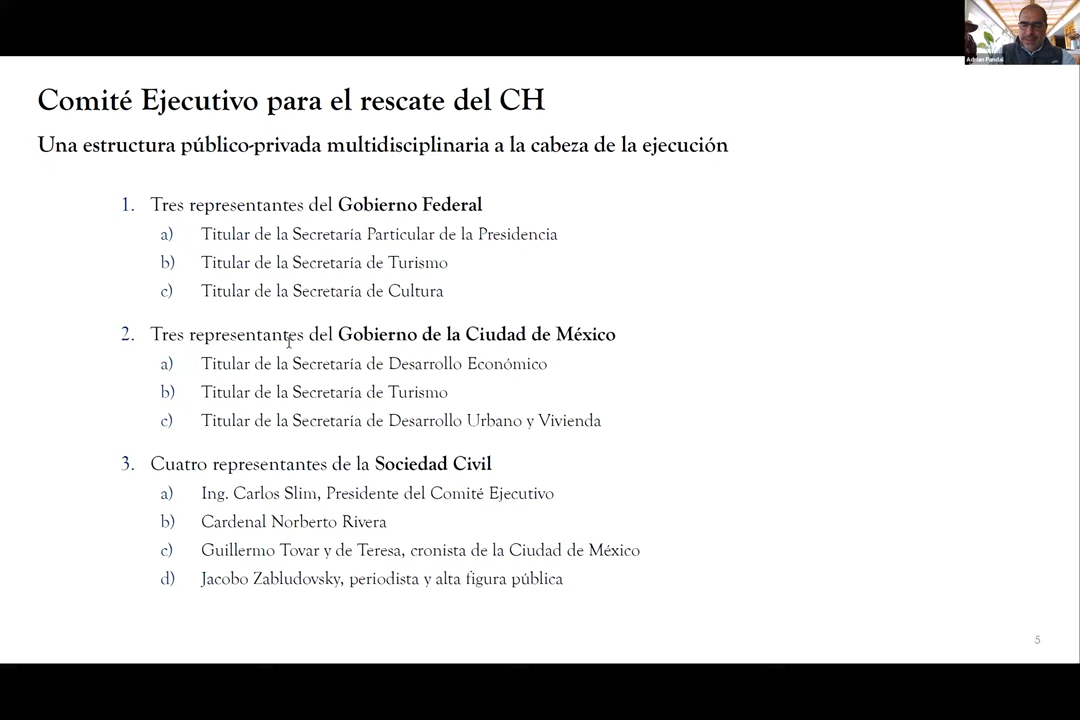 Adrian Pandal
Comité Ejecutivo para el rescate del CH
Una estructura público-privada multidisciplinaria a la cabeza de la ejecución
1. Tres representantes del Gobierno Federal
a) Titular de la Secretaría Particular de la Presidencia
b) Titular de la Secretaría de Turismo
c) Titular de la Secretaría de Cultura
2. Tres representantes del Gobierno de la Ciudad de México
a) Titular de la Secretaría de Desarrollo Económico
b) Titular de la Secretaría de Turismo
c) Titular de la Secretaría de Desarrollo Urbano y Vivienda
3. Cuatro representantes de la Sociedad Civil
a) Ing. Carlos Slim, Presidente del Comité Ejecutivo
b) Cardenal Norberto Rivera
c) Guillermo Tovar y de Teresa, cronista de la Ciudad de México
d) Jacobo Zabludovsky, periodista y alta figura pública
5